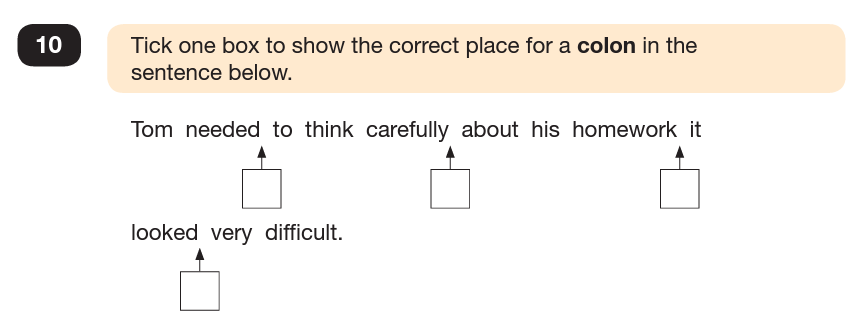 10
Tick one box to show the correct place for a colon in the
sentence below.
Tom needed to think carefully about his homework it
looked very difficult.